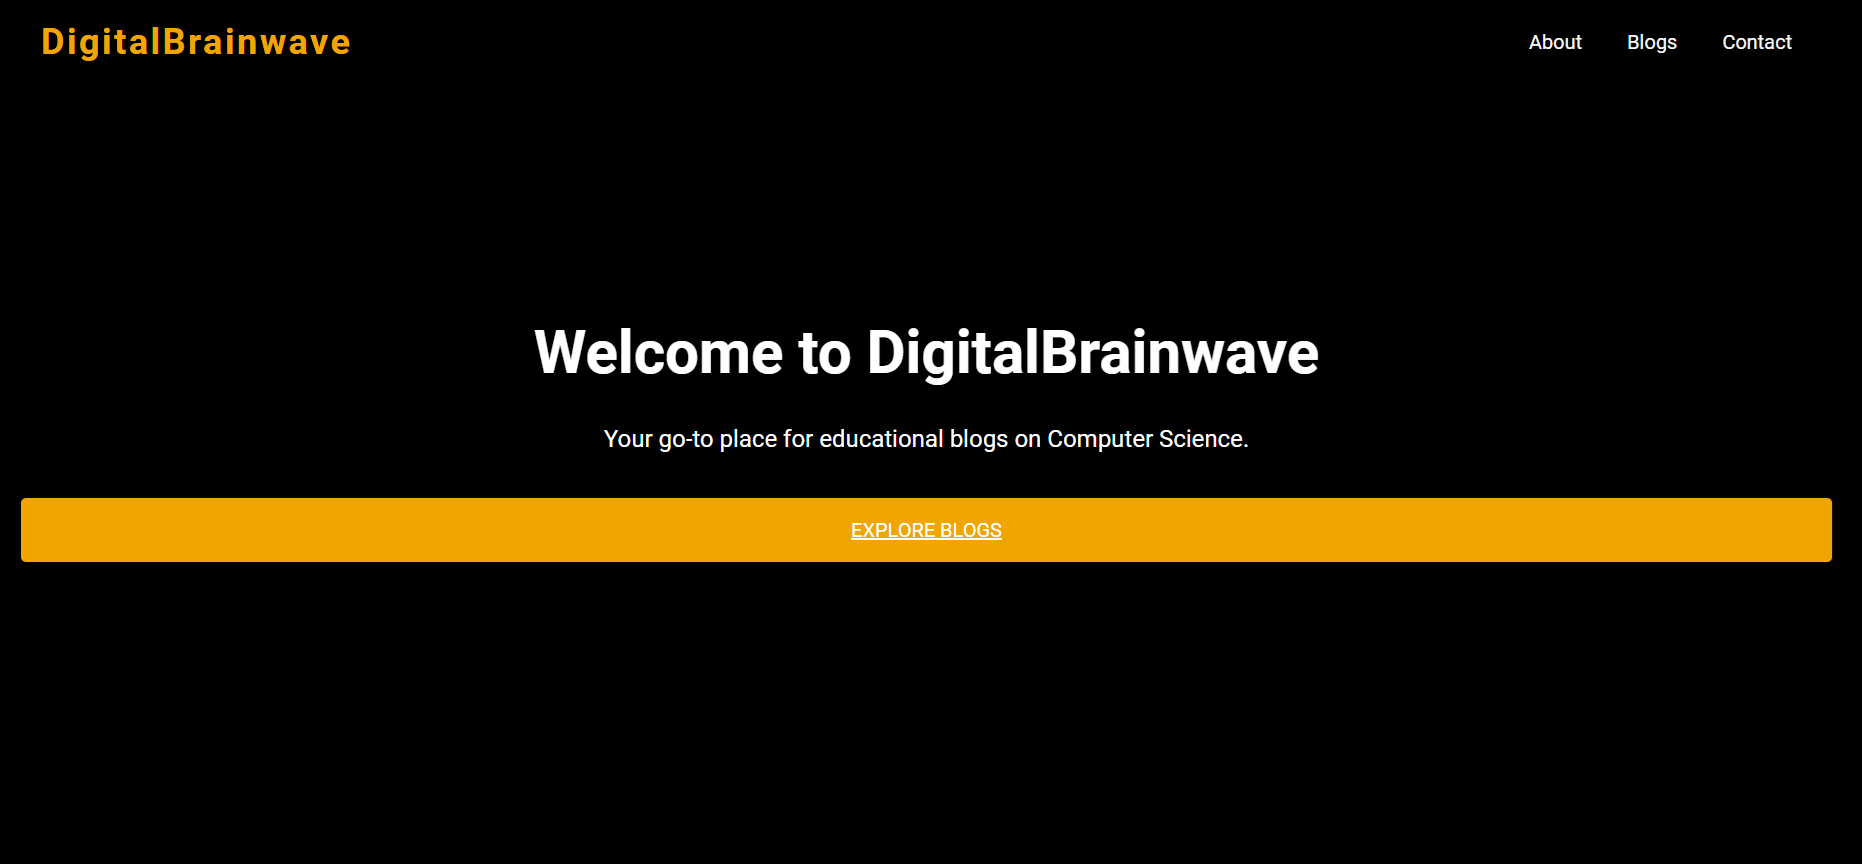 DigitalBrainwave
About Blogs Contact
Welcome to DigitalBrainwave
Your go-to place for educational blogs on Computer Science.
EXPLORE BLOGS